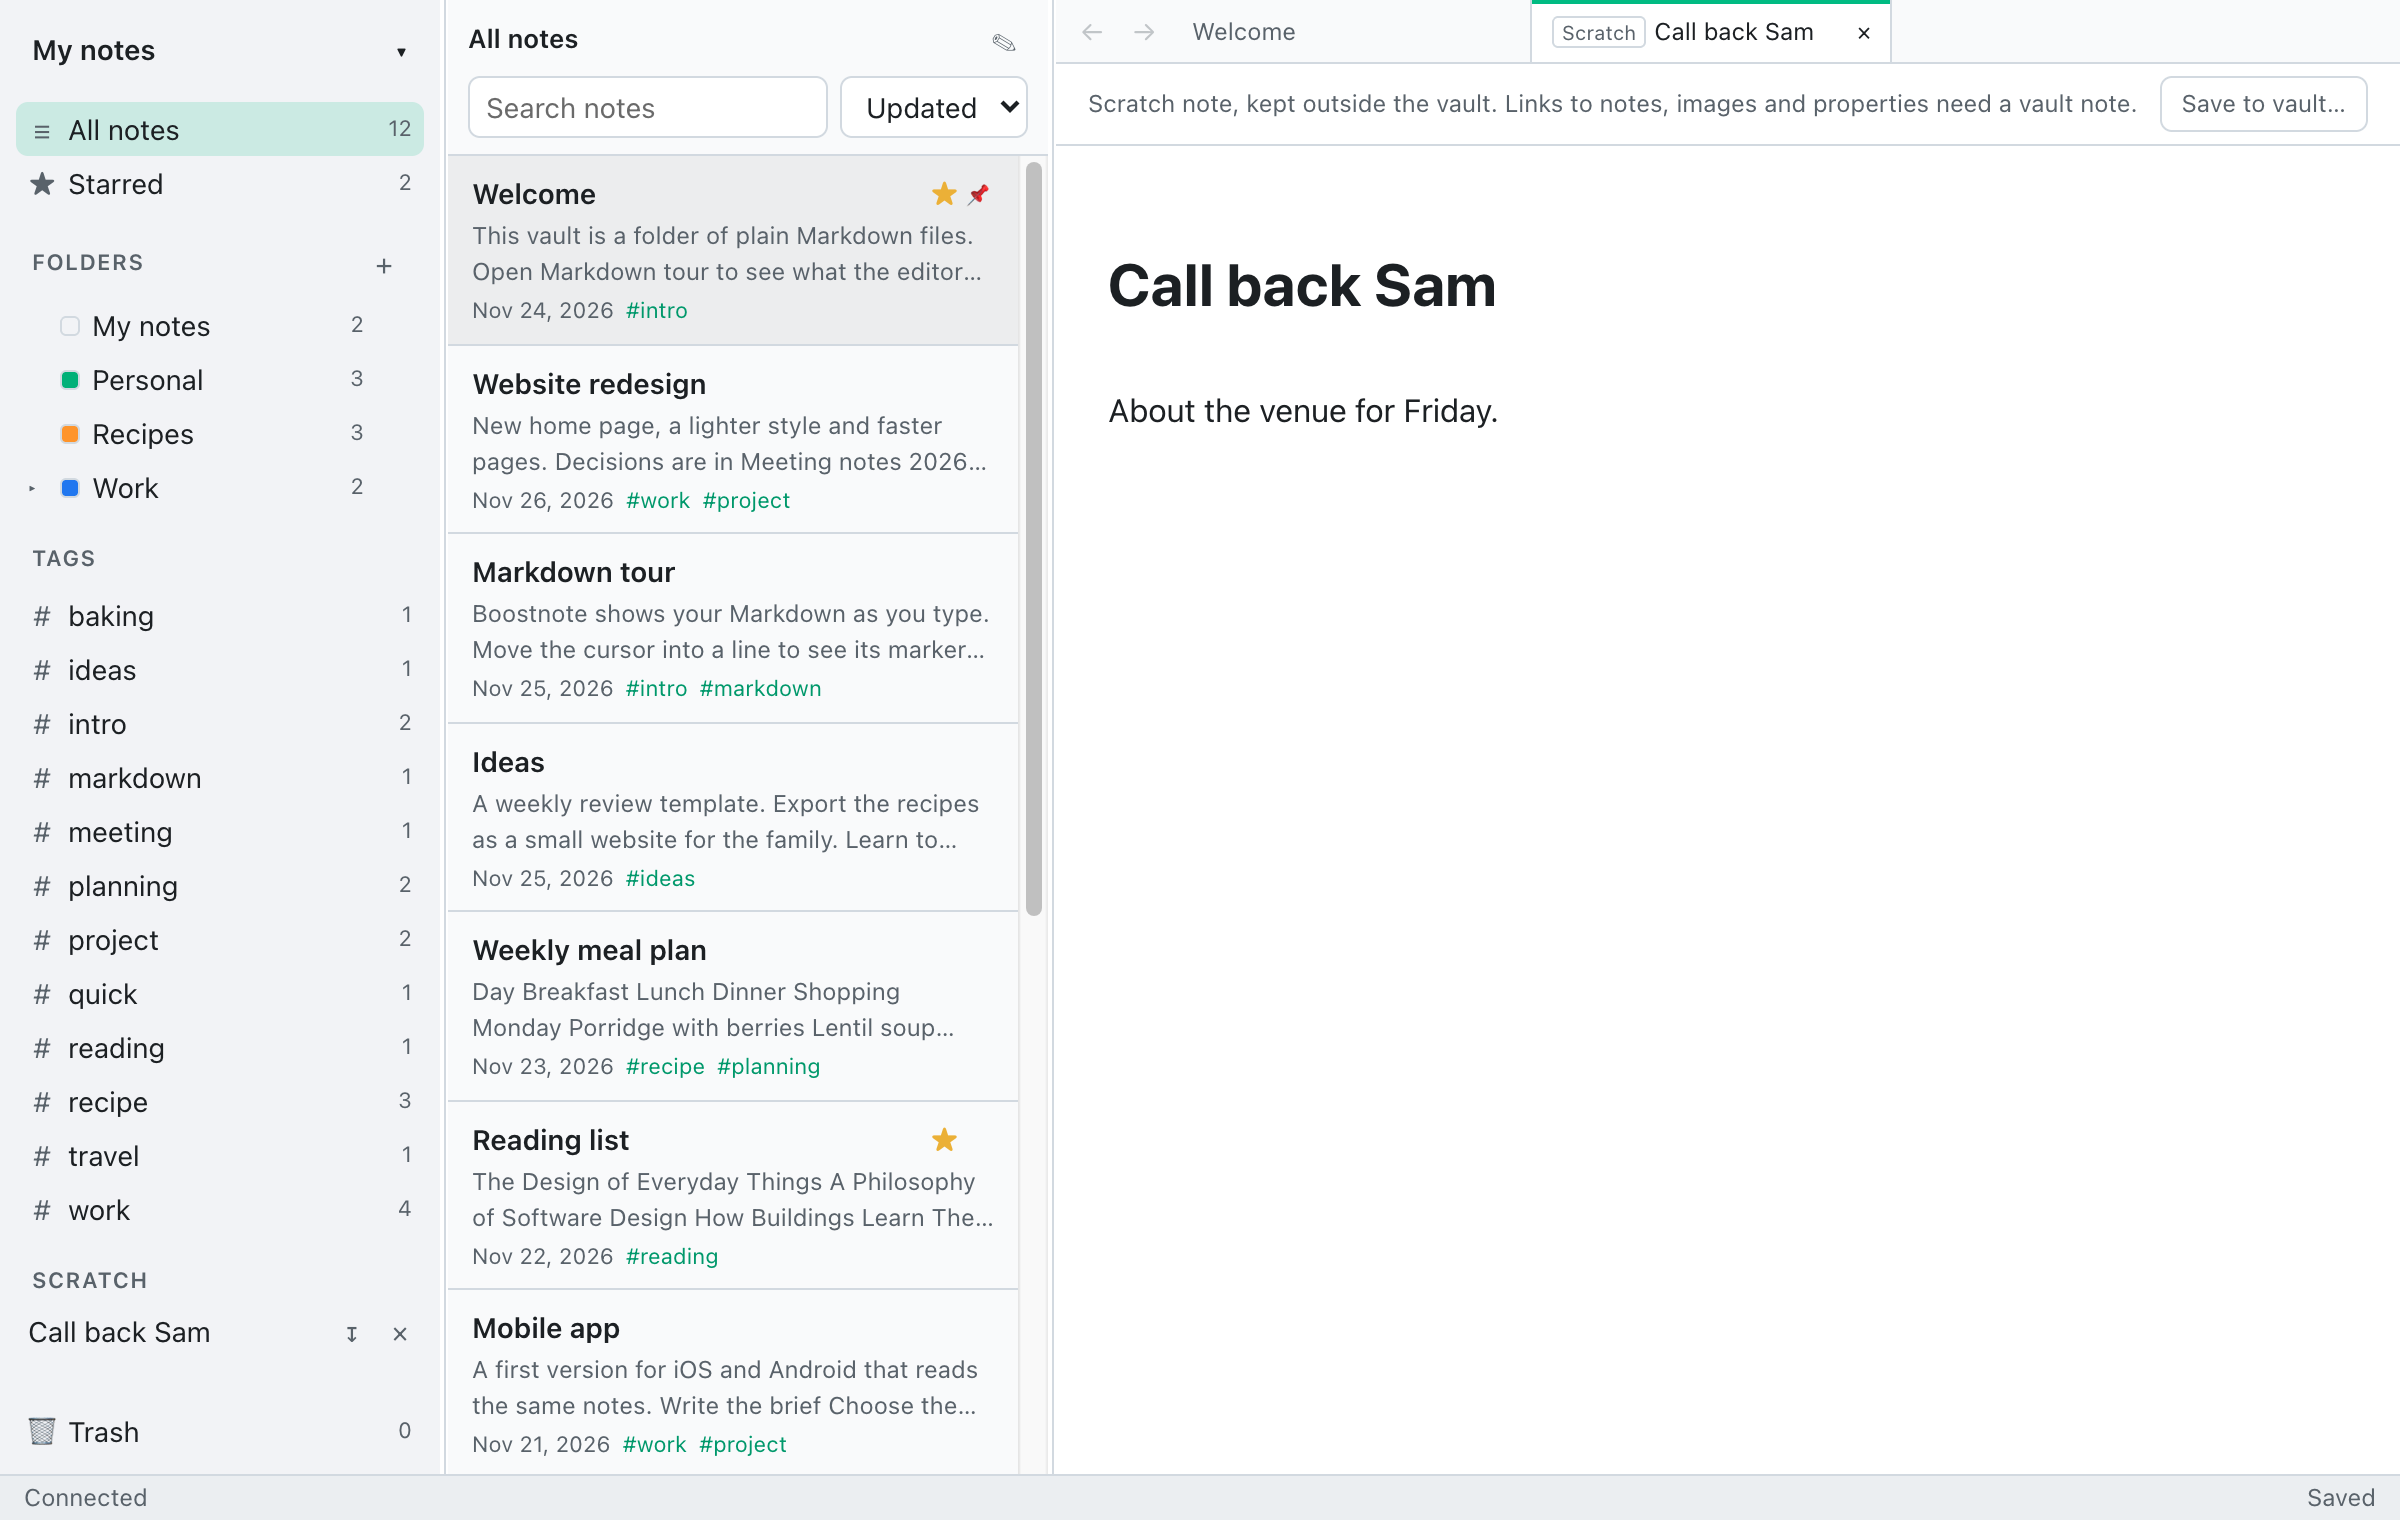 My notes
All notes 12
Starred 2
FOLDERS
My notes 2
Personal 3
Recipes 3
Work 2
TAGS
# baking 1
# ideas 1
# intro 2
# markdown 1
# meeting 1
# planning 2
# project 2
# quick 1
# reading 1
# recipe 3
# travel 1
# work 4
SCRATCH
Call back Sam
Trash 0
All notes
Search notes
Updated
Welcome
This vault is a folder of plain Markdown files.
Open Markdown tour to see what the editor...
Nov 24, 2026 #intro
Website redesign
New home page, a lighter style and faster
pages. Decisions are in Meeting notes 2026...
Nov 26, 2026 #work #project
Markdown tour
Boostnote shows your Markdown as you type.
Move the cursor into a line to see its marker...
Nov 25, 2026 #intro #markdown
Ideas
A weekly review template. Export the recipes
as a small website for the family. Learn to...
Nov 25, 2026 #ideas
Weekly meal plan
Day Breakfast Lunch Dinner Shopping
Monday Porridge with berries Lentil soup...
Nov 23, 2026 #recipe #planning
Reading list
The Design of Everyday Things A Philosophy
of Software Design How Buildings Learn The...
Nov 22, 2026 #reading
Mobile app
A first version for iOS and Android that reads
the same notes. Write the brief Choose the...
Nov 21, 2026 #work #project
Welcome
Scratch Call back Sam
Scratch note, kept outside the vault. Links to notes, images and properties need a vault note.
Save to vault...
Call back Sam
About the venue for Friday.
Connected
Saved